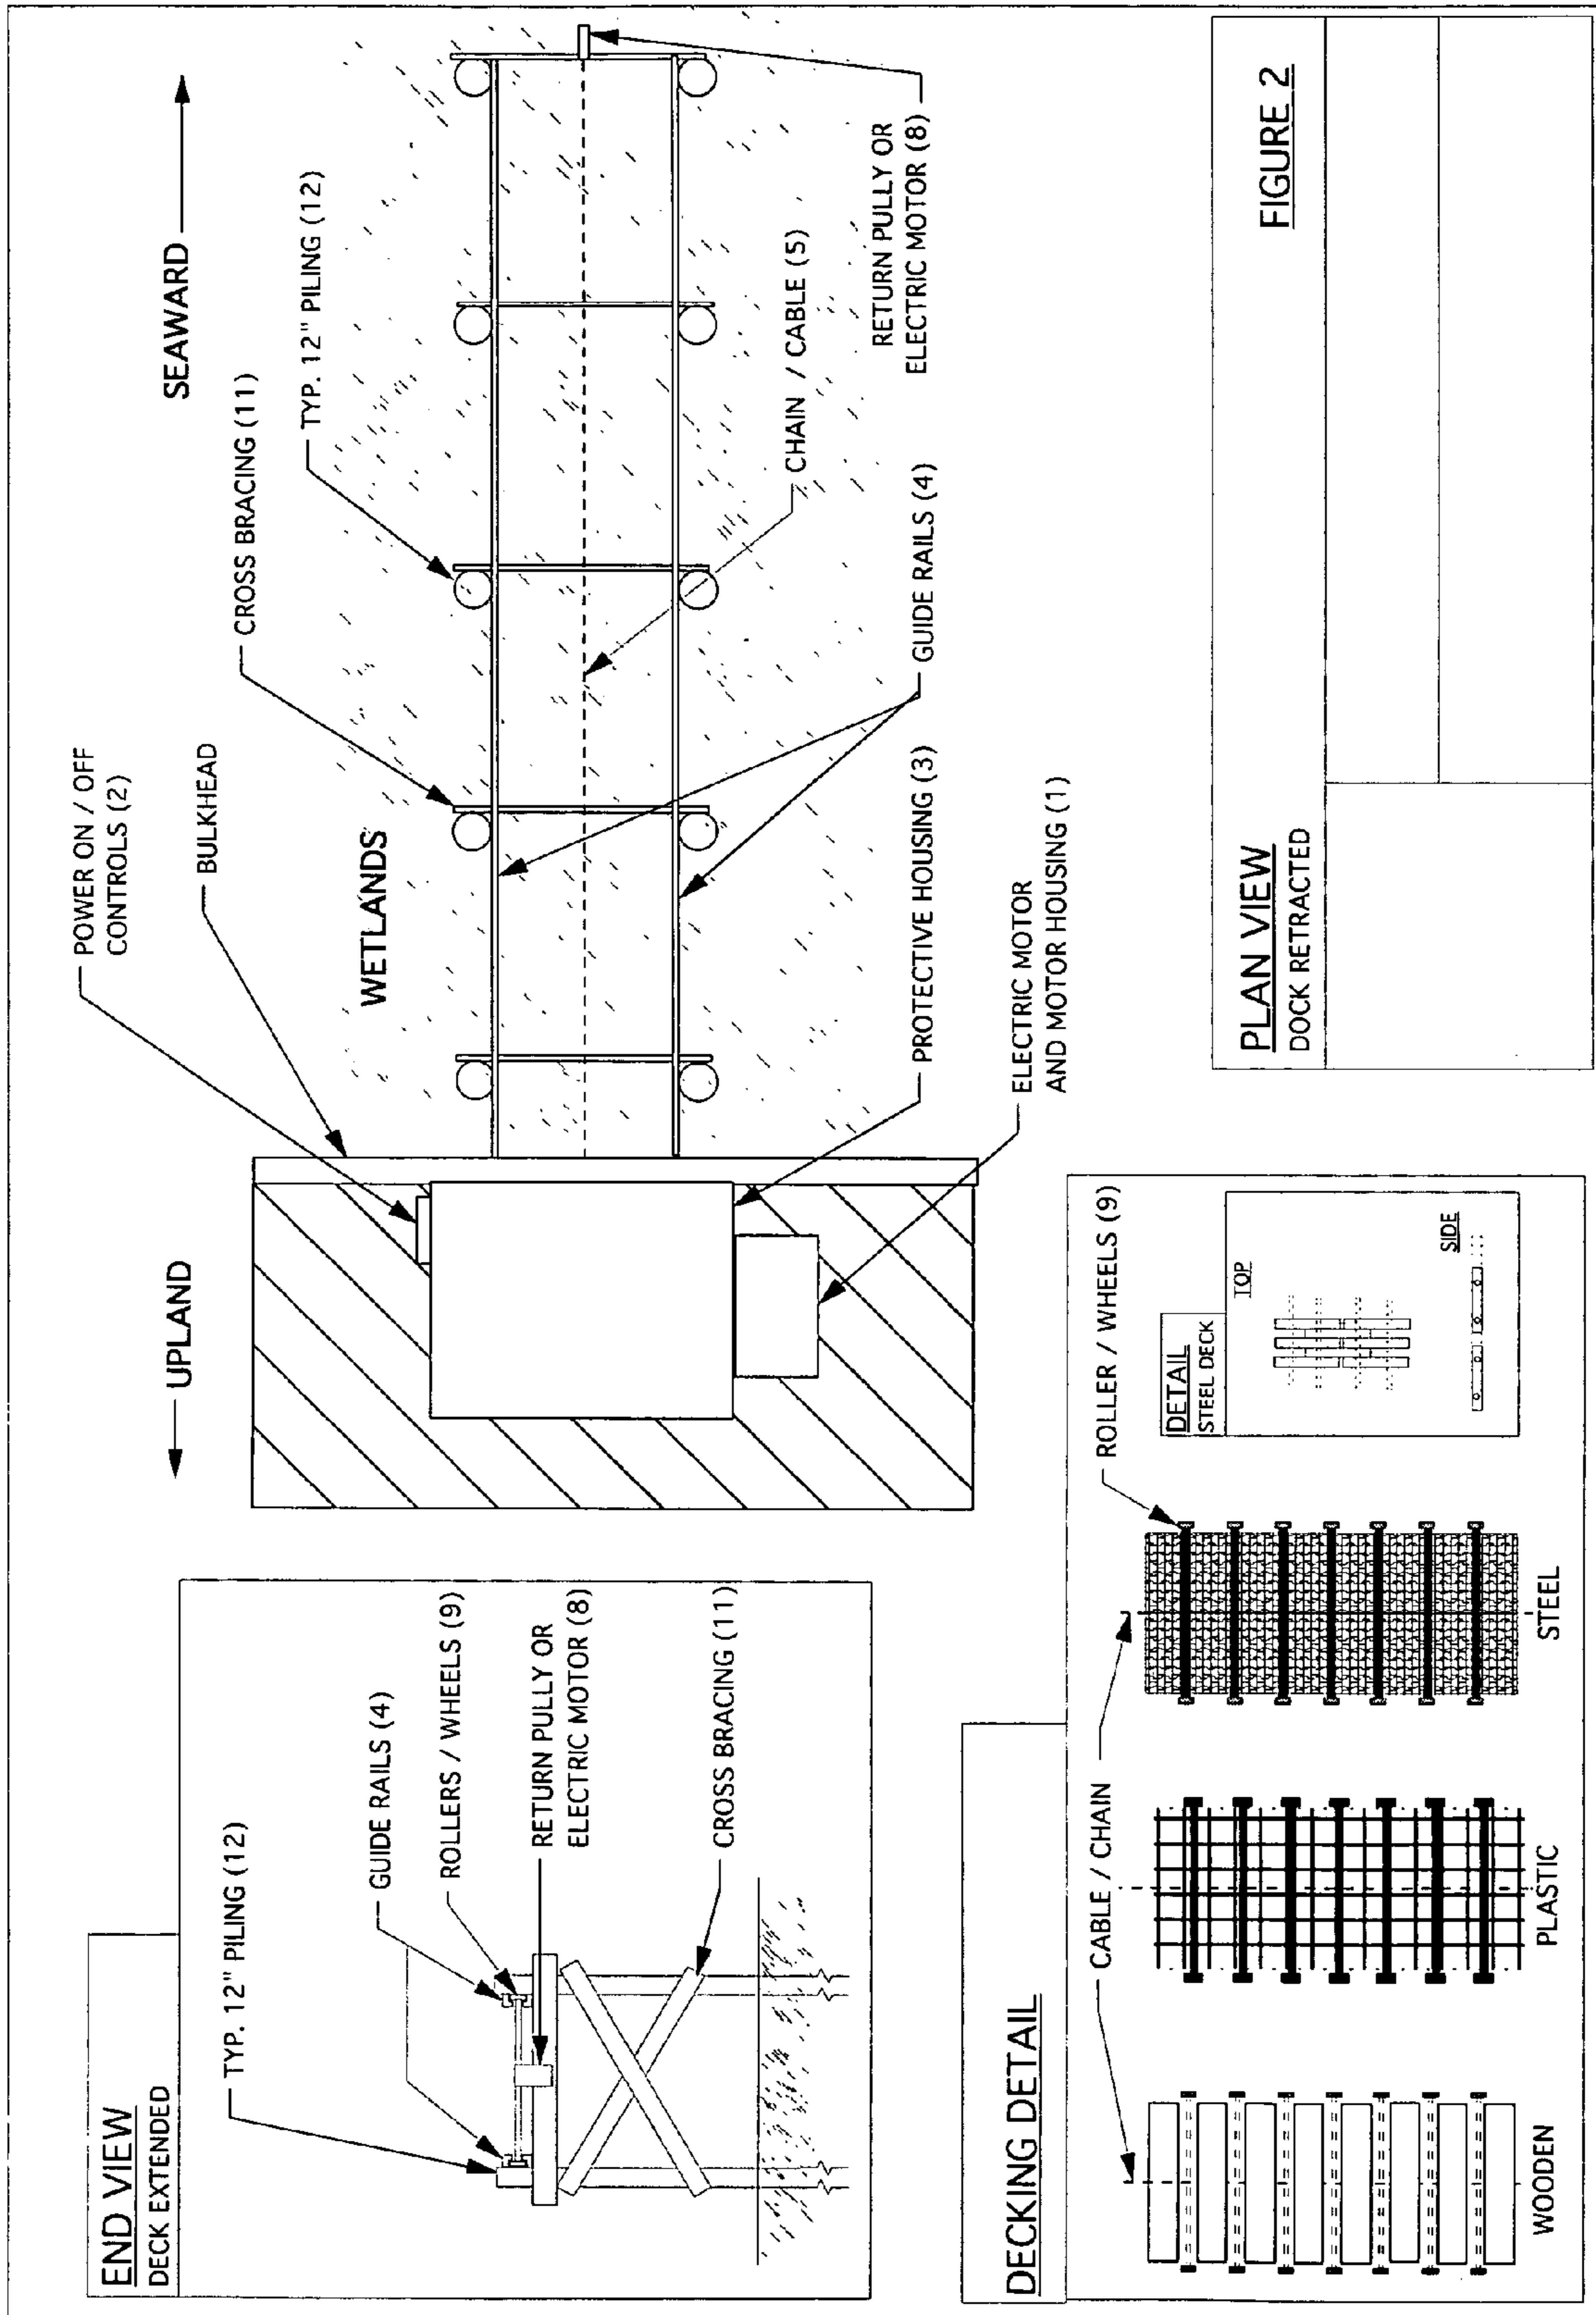 END VIEW
DECK EXTENDED
TYP. 12" PILING (12)
GUIDE RAILS (4)
ROLLERS / WHEELS (9)
RETURN PULLY OR
ELECTRIC MOTOR (8)
CROSS BRACING (11)
UPLAND
SEAWARD
POWER ON / OFF
CONTROLS (2)
BULKHEAD
WETLANDS
CROSS BRACING (11)
TYP. 12" PILING (12)
CHAIN / CABLE (5)
RETURN PULLY OR
ELECTRIC MOTOR (8)
GUIDE RAILS (4)
PROTECTIVE HOUSING (3)
ELECTRIC MOTOR
AND MOTOR HOUSING (1)
DECKING DETAIL
CABLE / CHAIN
ROLLER / WHEELS (9)
WOODEN
PLASTIC
STEEL
DETAIL
STEEL DECK
TOP
SIDE
PLAN VIEW
DOCK RETRACTED
FIGURE 2